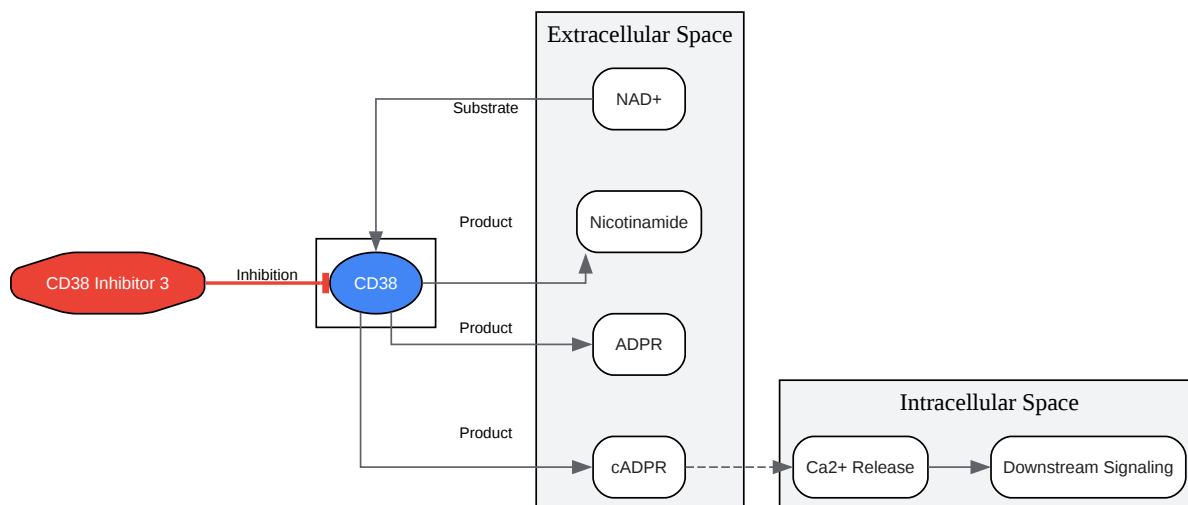 Extracellular Space
NAD+
Substrate
Product
Nicotinamide
CD38 Inhibitor 3
Inhibition
CD38
Product
ADPR
Intracellular Space
Product
cADPR
Ca2+ Release
Downstream Signaling